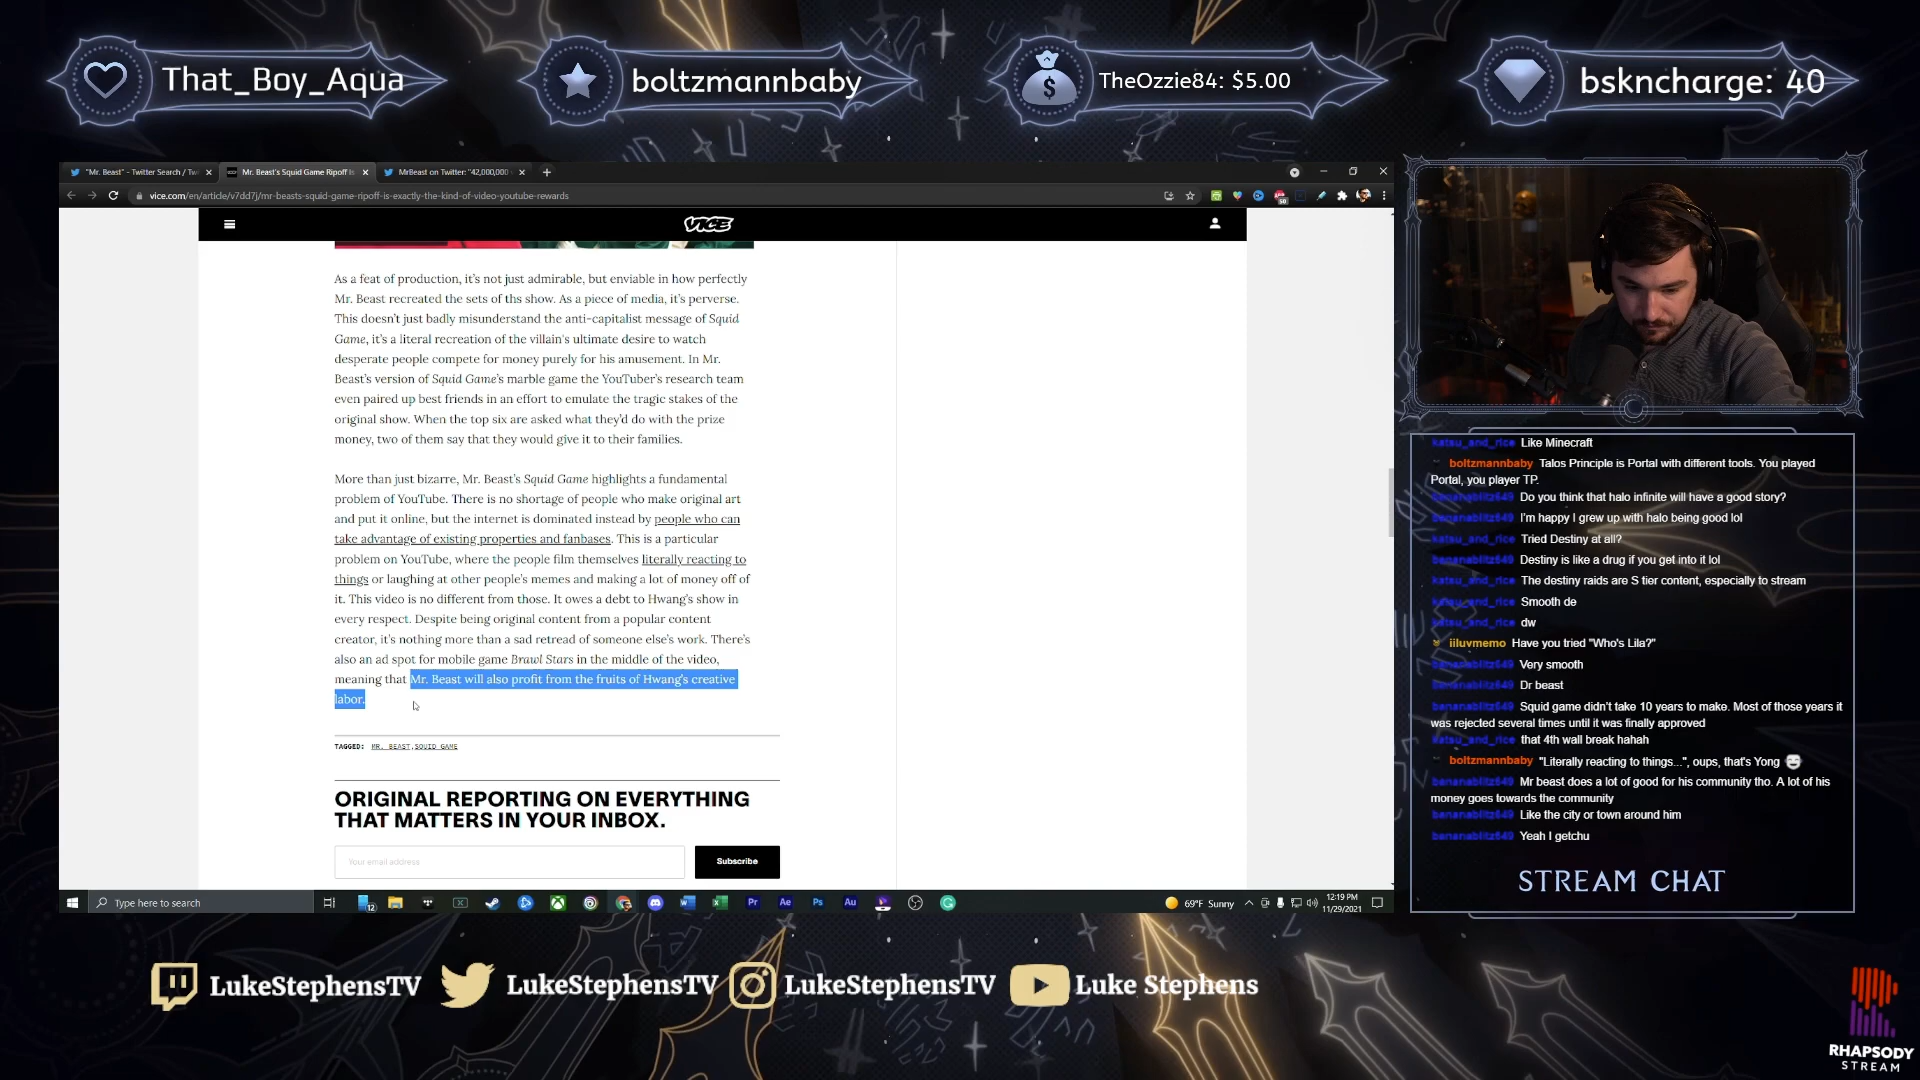 That_Boy_Aqua
boltzmannbaby
TheOzzie84: $5.00
bskncharge: 40
"Mr. Beast" - Twitter Search / Tw
Mr. Beast's Squid Game Ripoff Is
MrBeast on Twitter: "42,000,000
vice.com/en/article/v7dd7j/mr-beasts-squid-game-ripoff-is-exactly-the-kind-of-video-youtube-rewards
VICE
As a feat of production, it's not just admirable, but enviable in how perfectly
Mr. Beast recreated the sets of ths show. As a piece of media, it's perverse.
This doesn't just badly misunderstand the anti-capitalist message of Squid
Game, it's a literal recreation of the villain's ultimate desire to watch
desperate people compete for money purely for his amusement. In Mr.
Beast's version of Squid Game's marble game the YouTuber's research team
even paired up best friends in an effort to emulate the tragic stakes of the
original show. When the top six are asked what they'd do with the prize
money, two of them say that they would give it to their families.
More than just bizarre, Mr. Beast's Squid Game highlights a fundamental
problem of YouTube. There is no shortage of people who make original art
and put it online, but the internet is dominated instead by people who can
take advantage of existing properties and fanbases. This is a particular
problem on YouTube, where the people film themselves literally reacting to
things or laughing at other people's memes and making a lot of money off of
it. This video is no different from those. It owes a debt to Hwang's show in
every respect. Despite being original content from a popular content
creator, it's nothing more than a sad retread of someone else's work. There's
also an ad spot for mobile game Brawl Stars in the middle of the video,
meaning that Mr. Beast will also profit from the fruits of Hwang's creative
labor.
TAGGED: MR. BEAST, SQUID GAME
ORIGINAL REPORTING ON EVERYTHING
THAT MATTERS IN YOUR INBOX.
Your email address
Subscribe
Type here to search
12
Pr
Ae
Ps
Au
69°F Sunny
12:19 PM
11/29/2021
katsu_and_rice Like Minecraft
boltzmannbaby Talos Principle is Portal with different tools. You played
Portal, you player TP.
bananablitz649 Do you think that halo infinite will have a good story?
bananablitz649 I'm happy I grew up with halo being good lol
katsu_and_rice Tried Destiny at all?
bananablitz649 Destiny is like a drug if you get into it lol
katsu_and_rice The destiny raids are S tier content, especially to stream
katsu_and_rice Smooth de
katsu_and_rice dw
iiluvmemo Have you tried "Who's Lila?"
bananablitz649 Very smooth
bananablitz649 Dr beast
bananablitz649 Squid game didn't take 10 years to make. Most of those years it
was rejected several times until it was finally approved
katsu_and_rice that 4th wall break hahah
boltzmannbaby "Literally reacting to things...", oups, that's Yong
bananablitz649 Mr beast does a lot of good for his community tho. A lot of his
money goes towards the community
bananablitz649 Like the city or town around him
bananablitz649 Yeah I getchu
STREAM CHAT
LukeStephensTV
LukeStephensTV
LukeStephensTV
Luke Stephens
RHAPSODY
STREAM